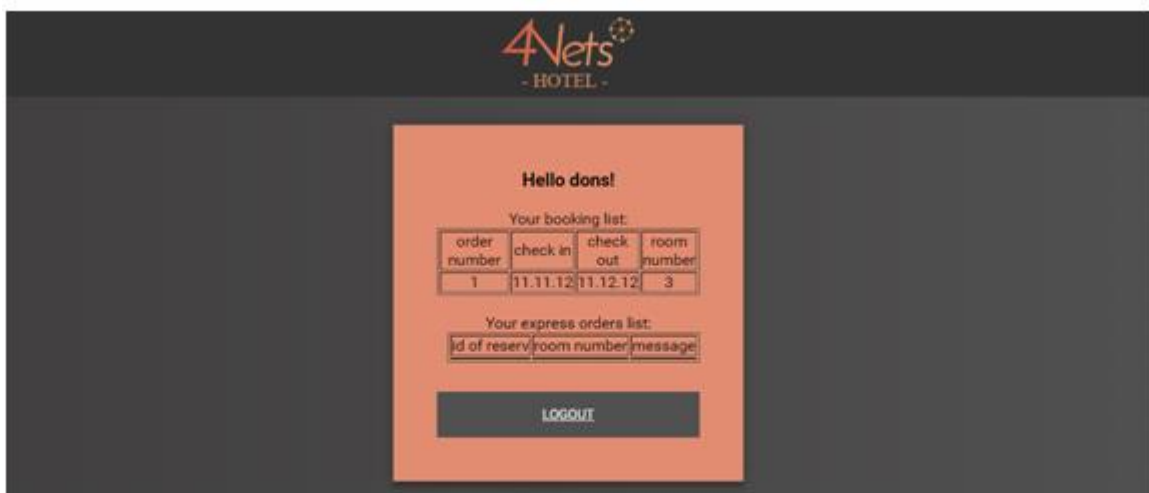 4Nets
- HOTEL -
Hello dons!
Your booking list:
order number check in check out room number
1 11.11.12 11.12.12 3
Your express orders list:
id of reserv room number message
LOGOUT